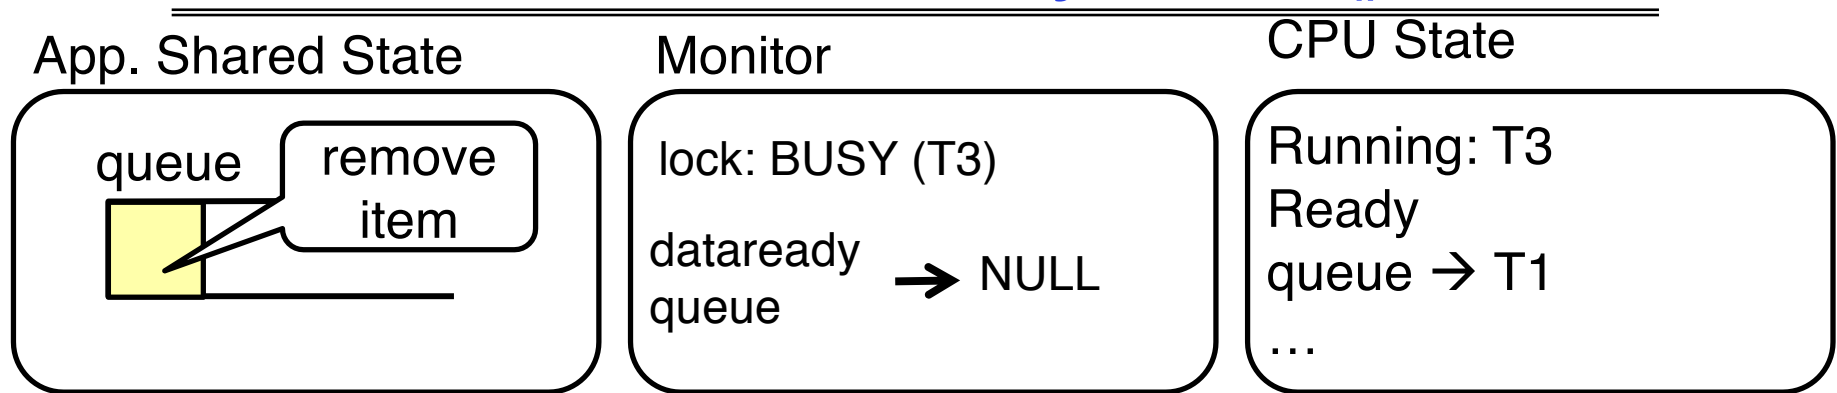 App. Shared State
queue
remove
item
Monitor
lock: BUSY (T3)
dataready
queue
→ NULL
CPU State
Running: T3
Ready
queue → T1
…